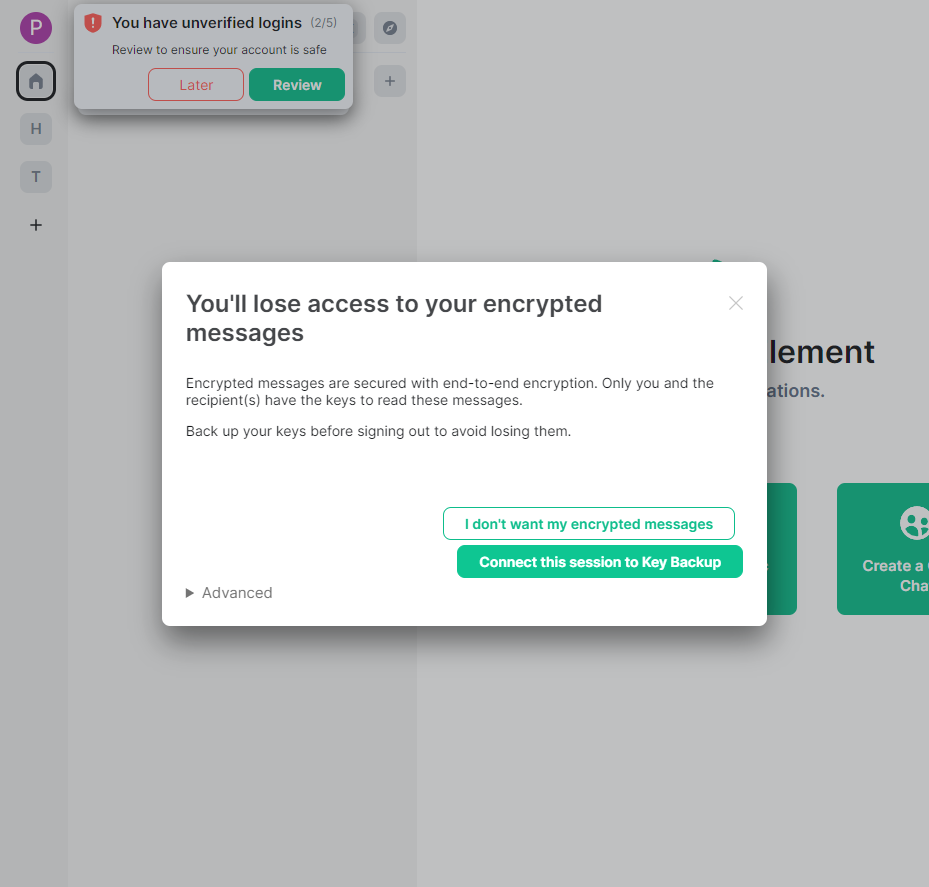 P
You have unverified logins (2/5)
Review to ensure your account is safe
Later
Review
H
T
You'll lose access to your encrypted
messages
Encrypted messages are secured with end-to-end encryption. Only you and the
recipient(s) have the keys to read these messages.
Back up your keys before signing out to avoid losing them.
I don't want my encrypted messages
Connect this session to Key Backup
Advanced
lement
ations.
Create a
Cha